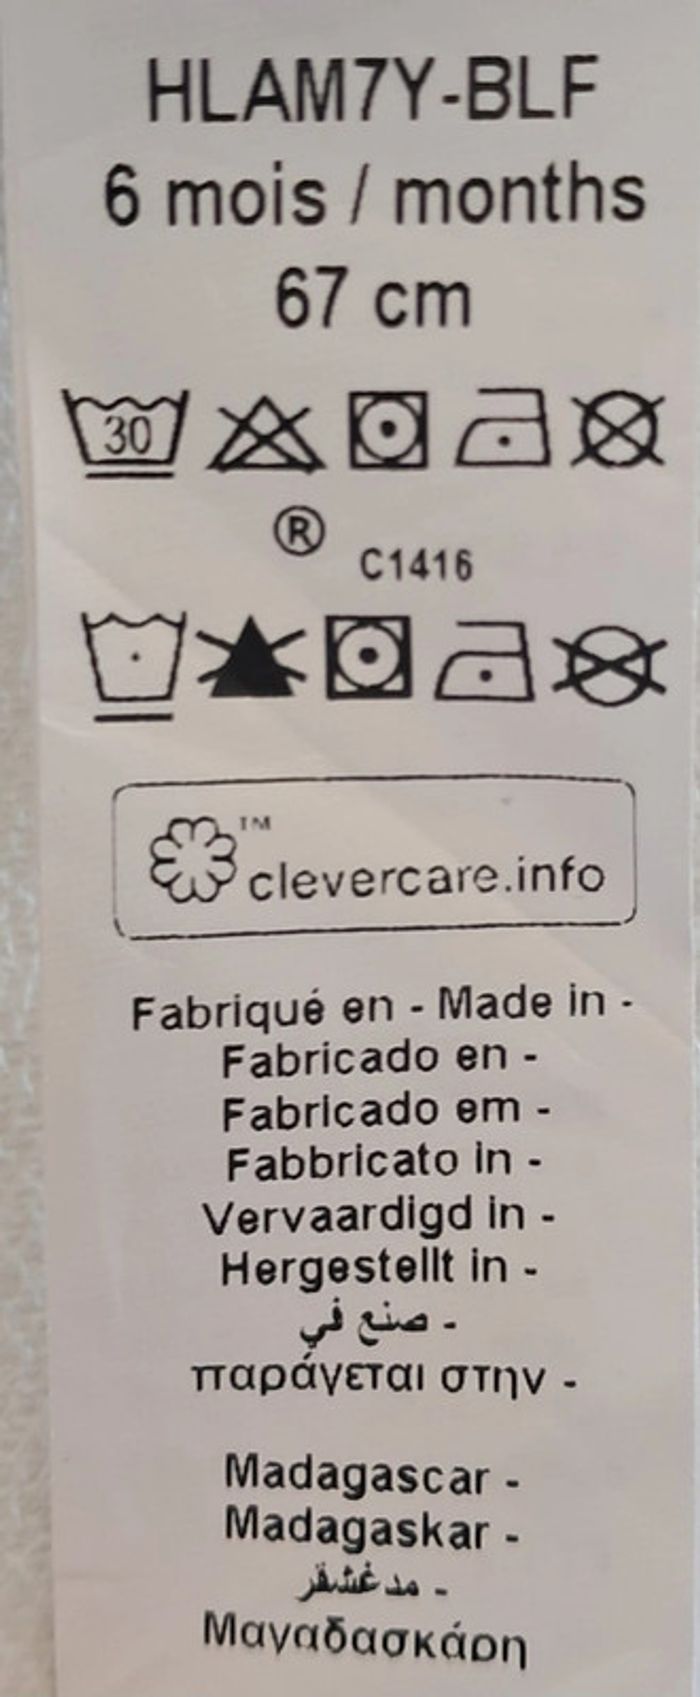 HLAM7Y-BLF
6 mois / months
67 cm
30
®
C1416
™
clevercare.info
Fabriqué en - Made in -
Fabricado en -
Fabricado em -
Fabbricato in -
Vervaardigd in -
Hergestellt in -
صنع في -
παράγεται στην -
Madagascar -
Madagaskar -
مدغشقر -
Μαγαδασκάρη